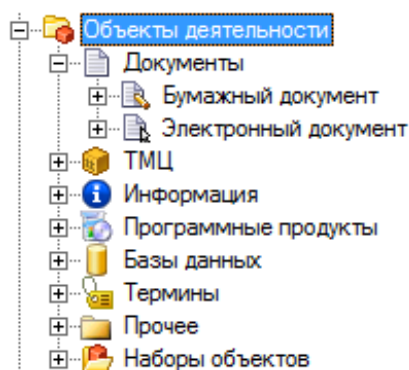 Объекты деятельности
Документы
Бумажный документ
Электронный документ
ТМЦ
Информация
Программные продукты
Базы данных
Термины
Прочее
Наборы объектов